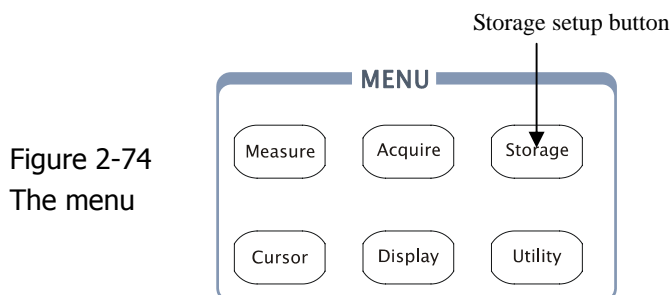 Storage setup button
MENU
Figure 2-74
The menu
Measure
Acquire
Storage
Cursor
Display
Utility